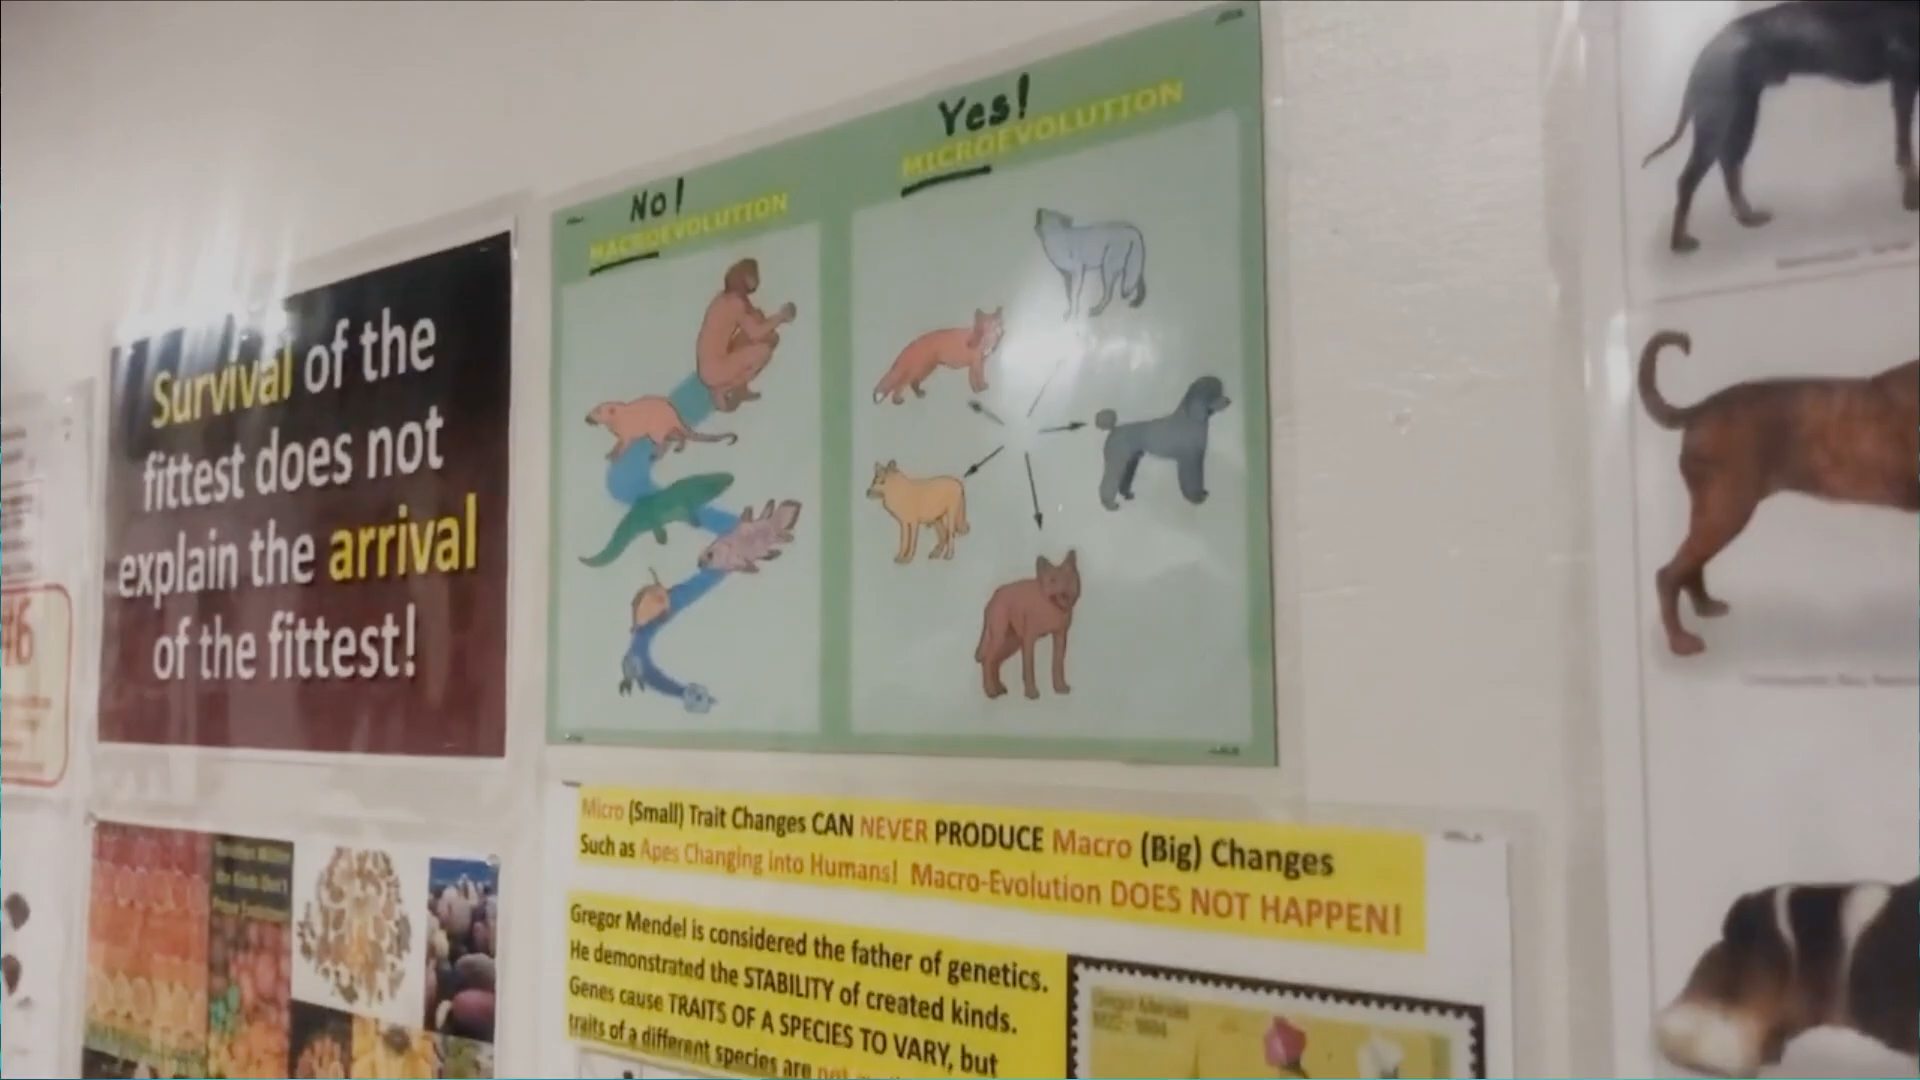 Survival of the
fittest does not
explain the arrival
of the fittest!
No!
MACROEVOLUTION
Yes!
MICROEVOLUTION
Micro (Small) Trait Changes CAN NEVER PRODUCE Macro (Big) Changes
Such as Apes Changing into Humans! Macro-Evolution DOES NOT HAPPEN!
Gregor Mendel is considered the father of genetics.
He demonstrated the STABILITY of created kinds.
Genes cause TRAITS OF A SPECIES TO VARY, but
traits of a different species are not
Gregor Mendel